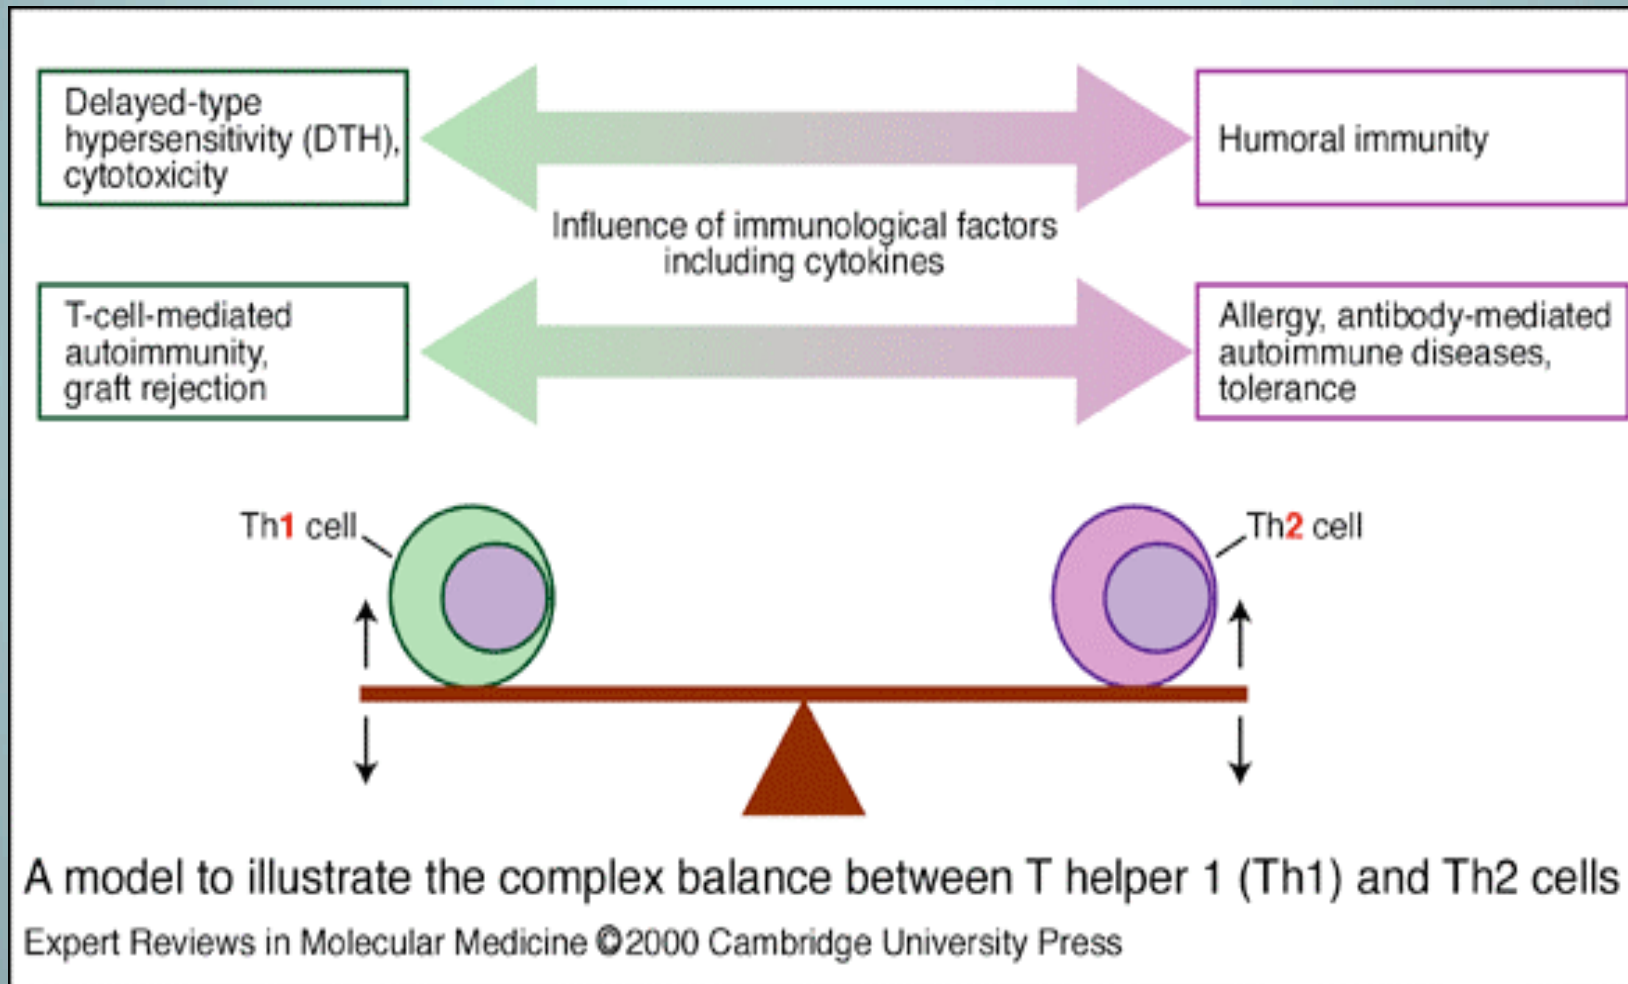 Delayed-type
hypersensitivity (DTH),
cytotoxicity
Humoral immunity
Influence of immunological factors
including cytokines
T-cell-mediated
autoimmunity,
graft rejection
Allergy, antibody-mediated
autoimmune diseases,
tolerance
Th1 cell
Th2 cell
A model to illustrate the complex balance between T helper 1 (Th1) and Th2 cells
Expert Reviews in Molecular Medicine ©2000 Cambridge University Press